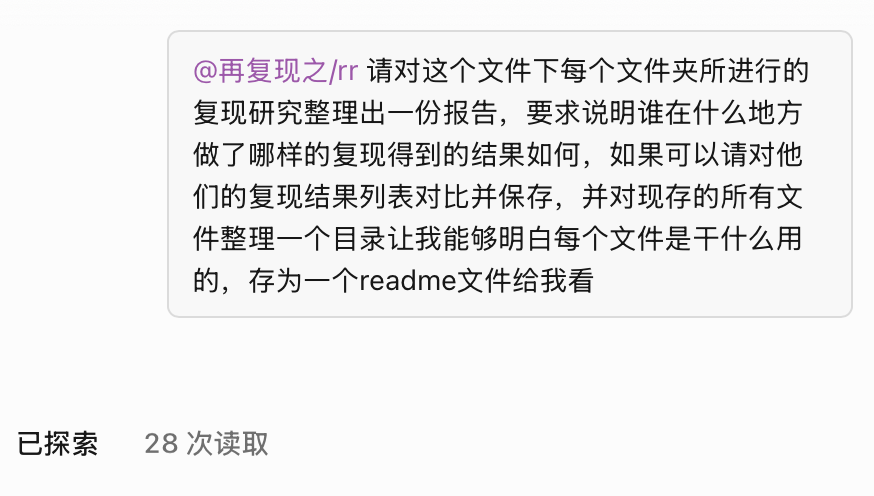 @再复现之/rr 请对这个文件下每个文件夹所进行的
复现研究整理出一份报告，要求说明谁在什么地方
做了哪样的复现得到的结果如何，如果可以请对他
们的复现结果列表对比并保存，并对现存的所有文
件整理一个目录让我能够明白每个文件是干什么用
的，存为一个readme文件给我看
已探索 28 次读取